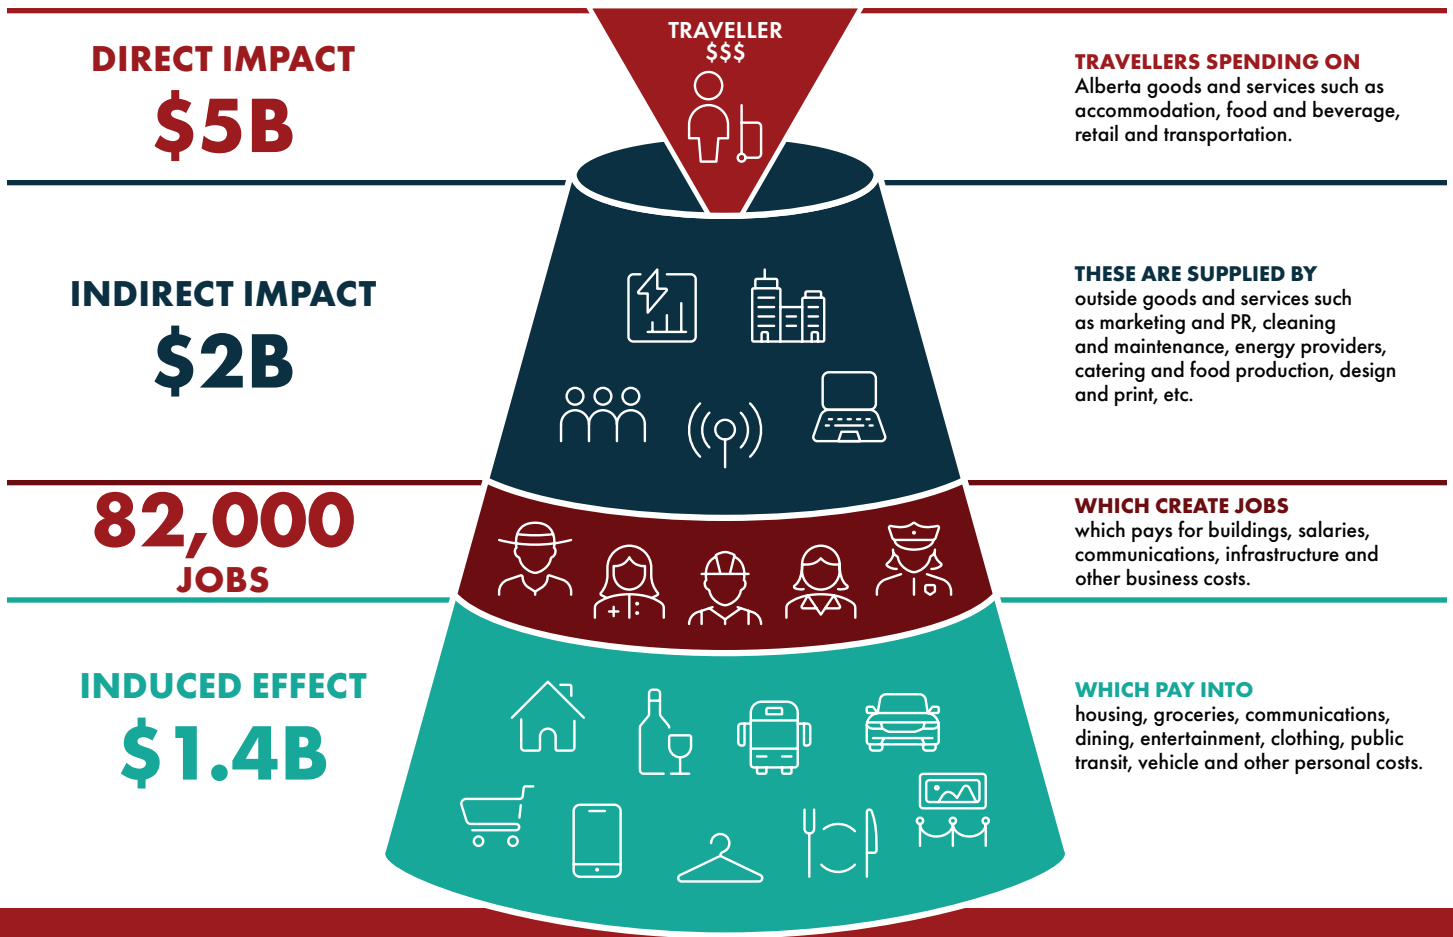 TRAVELLER
$$$
DIRECT IMPACT
$5B
TRAVELLERS SPENDING ON
Alberta goods and services such as
accommodation, food and beverage,
retail and transportation.
INDIRECT IMPACT
$2B
THESE ARE SUPPLIED BY
outside goods and services such
as marketing and PR, cleaning
and maintenance, energy providers,
catering and food production, design
and print, etc.
82,000
JOBS
WHICH CREATE JOBS
which pays for buildings, salaries,
communications, infrastructure and
other business costs.
INDUCED EFFECT
$1.4B
WHICH PAY INTO
housing, groceries, communications,
dining, entertainment, clothing, public
transit, vehicle and other personal costs.